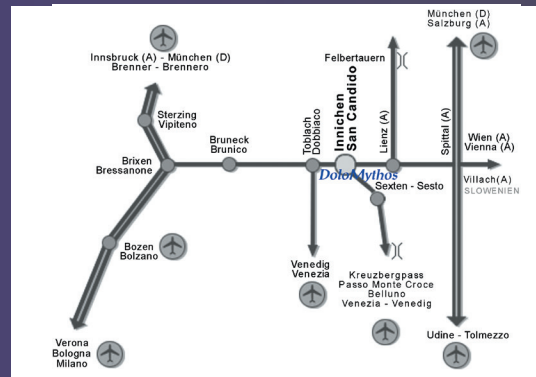 München (D)
Salzburg (A)
Innsbruck (A) - München (D)
Brenner - Brennero
Felbertauern
Sterzing
Vipiteno
Bruneck
Brunico
Toblach
Dobbiaco
Innichen
San Candido
Lienz (A)
Spittal (A)
Wien (A)
Vienna (A)
Brixen
Bressanone
DoloMythos
Sexten - Sesto
Villach(A)
SLOWENIEN
Bozen
Bolzano
Venedig
Venezia
Kreuzbergpass
Passo Monte Croce
Belluno
Venezia - Venedig
Verona
Bologna
Milano
Udine - Tolmezzo